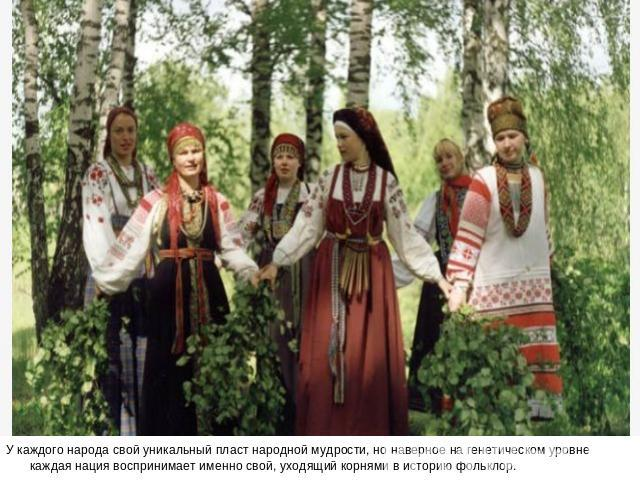 У каждого народа свой уникальный пласт народной мудрости, но наверное на генетическом уровне
каждая нация воспринимает именно свой, уходящий корнями в историю фольклор.